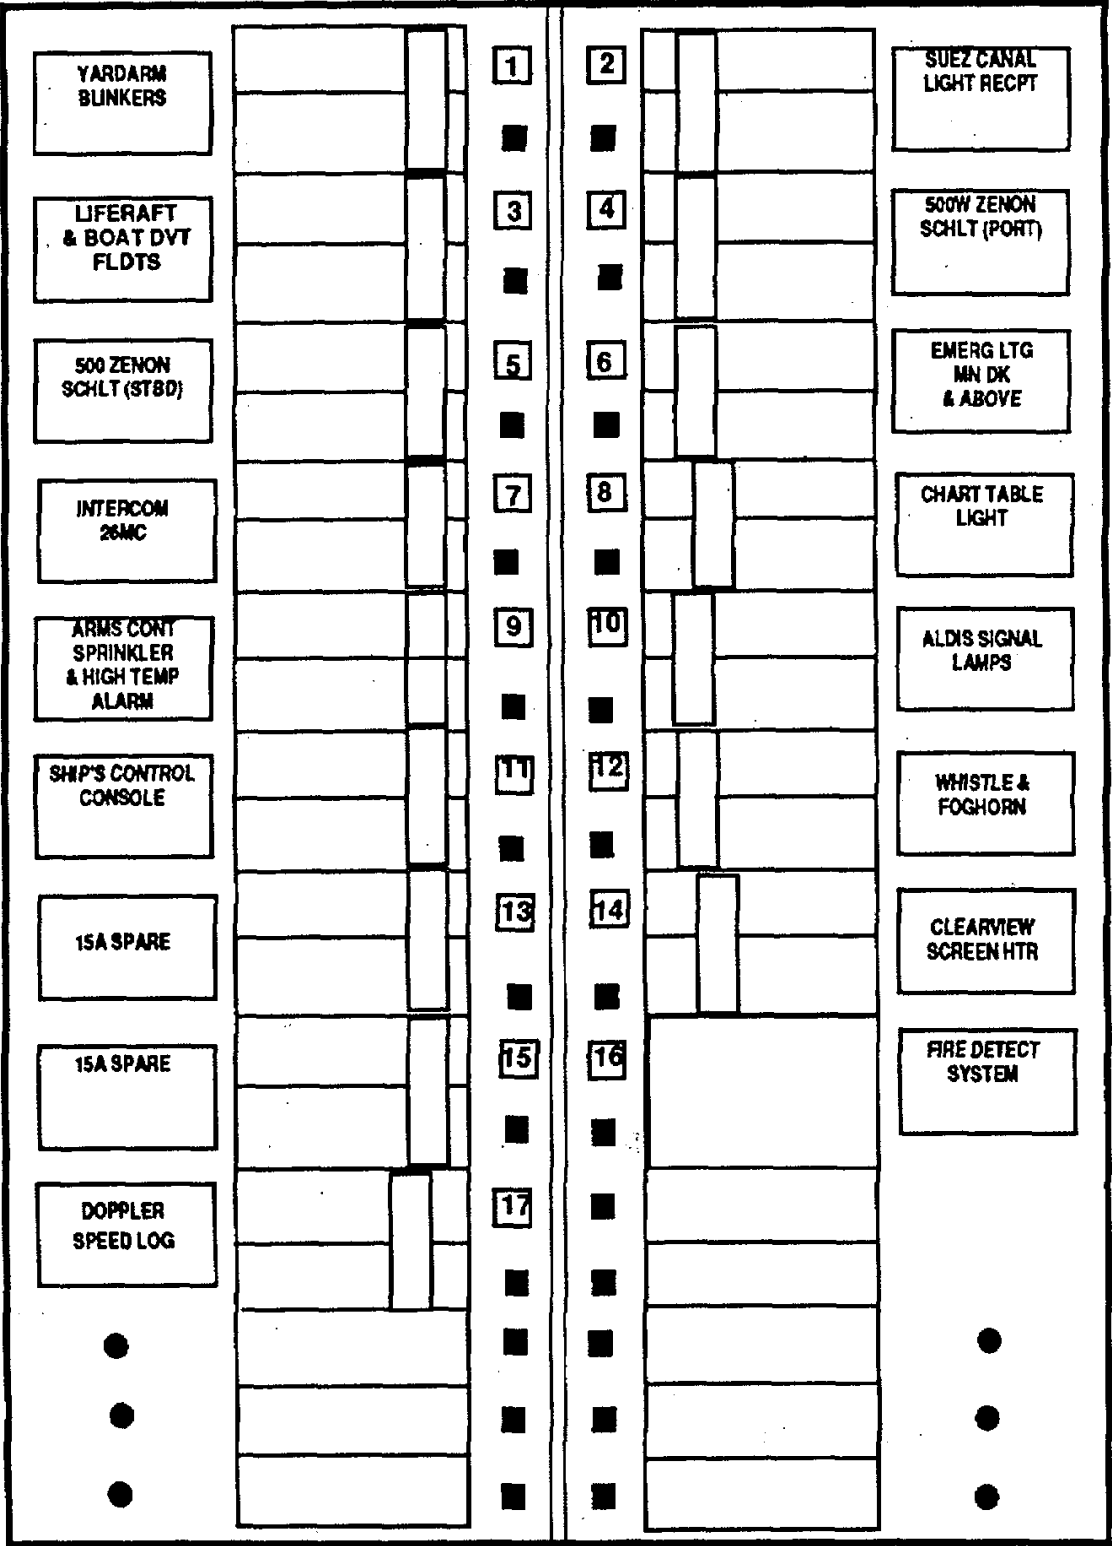 YARDARM
BLINKERS
1
2
SUEZ CANAL
LIGHT RECPT
LIFERAFT
& BOAT DVT
FLDTS
3
4
500W ZENON
SCHLT (PORT)
500 ZENON
SCHLT (STBD)
5
6
EMERG LTG
MN DK
& ABOVE
INTERCOM
26MC
7
8
CHART TABLE
LIGHT
ARMS CONT
SPRINKLER
& HIGH TEMP
ALARM
9
10
ALDIS SIGNAL
LAMPS
SHIP'S CONTROL
CONSOLE
11
12
WHISTLE &
FOGHORN
15A SPARE
13
14
CLEARVIEW
SCREEN HTR
15A SPARE
15
16
FIRE DETECT
SYSTEM
DOPPLER
SPEED LOG
17